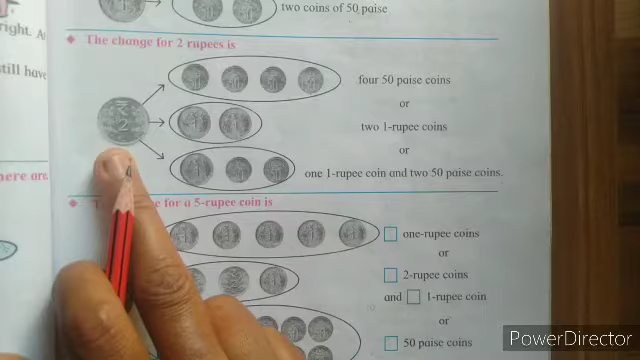 two coins of 50 paise
right. A
The change for 2 rupees is
still have
four 50 paise coins
or
two 1-rupee coins
or
one 1-rupee coin and two 50 paise coins.
here are
for a 5-rupee coin is
one-rupee coins
or
2-rupee coins
and 1-rupee coin
or
50 paise coins
PowerDirector